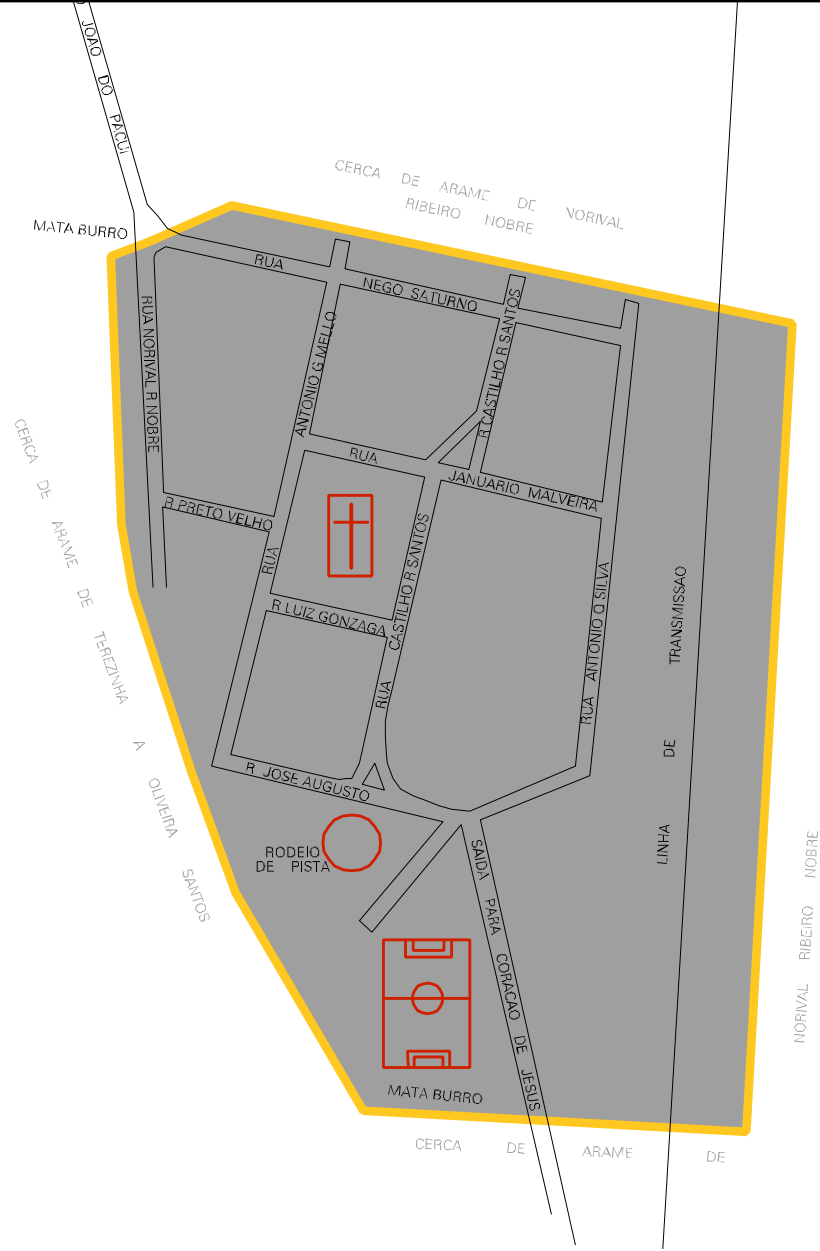 JOAO DO PACUI
CERCA DE ARAME DE NORIVAL
RIBEIRO NOBRE
MATA BURRO
RUA NEGO SATURNO
RUA NORIVAL R NOBRE
ANTONIO G MELLO
R CASTILHO R SANTOS
RUA JANUARIO MALVEIRA
R PRETO VELHO
RUA
CERCA DE ARAME DE TEREZINHA A OLIVEIRA SANTOS
R LUIZ GONZAGA
RUA CASTILHO R SANTOS
RUA ANTONIO Q SILVA
LINHA DE TRANSMISSAO
R JOSE AUGUSTO
RODEIO
DE PISTA
SAIDA PARA CORACAO DE JESUS
NORIVAL RIBEIRO NOBRE
MATA BURRO
CERCA DE ARAME DE